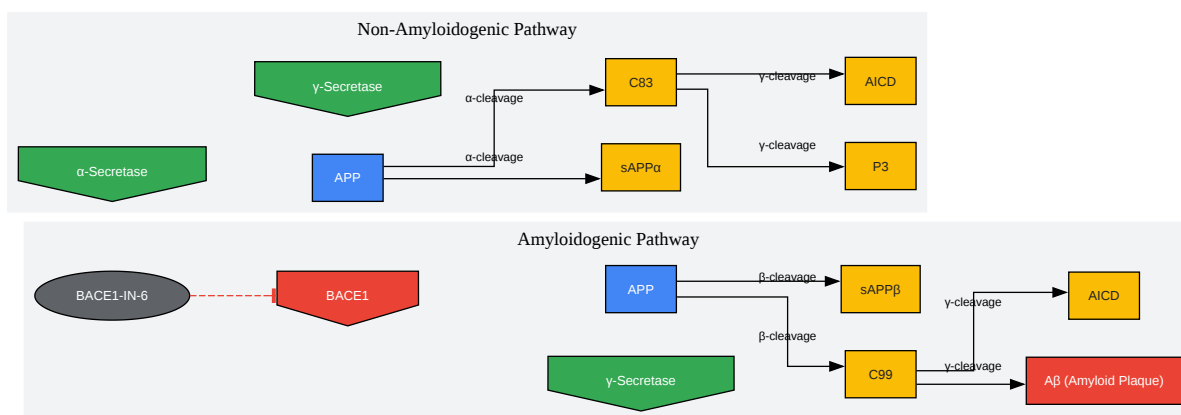 Non-Amyloidogenic Pathway
γ-Secretase
α-cleavage
C83
γ-cleavage
AICD
α-Secretase
APP
α-cleavage
sAPPα
γ-cleavage
P3
Amyloidogenic Pathway
BACE1-IN-6
BACE1
APP
β-cleavage
sAPPβ
γ-cleavage
AICD
β-cleavage
γ-Secretase
C99
γ-cleavage
Aβ (Amyloid Plaque)